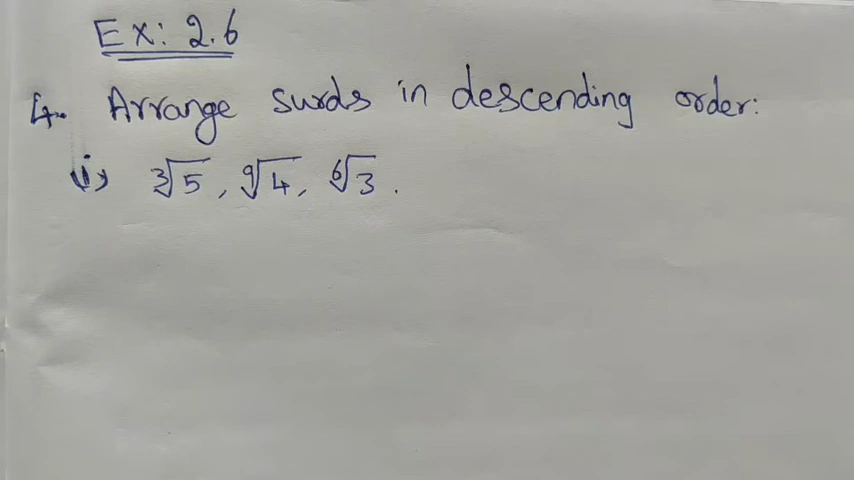 Ex: 2.6
4. Arrange surds in descending order:
(i) ∛5, ⁹√4, ⁶√3.